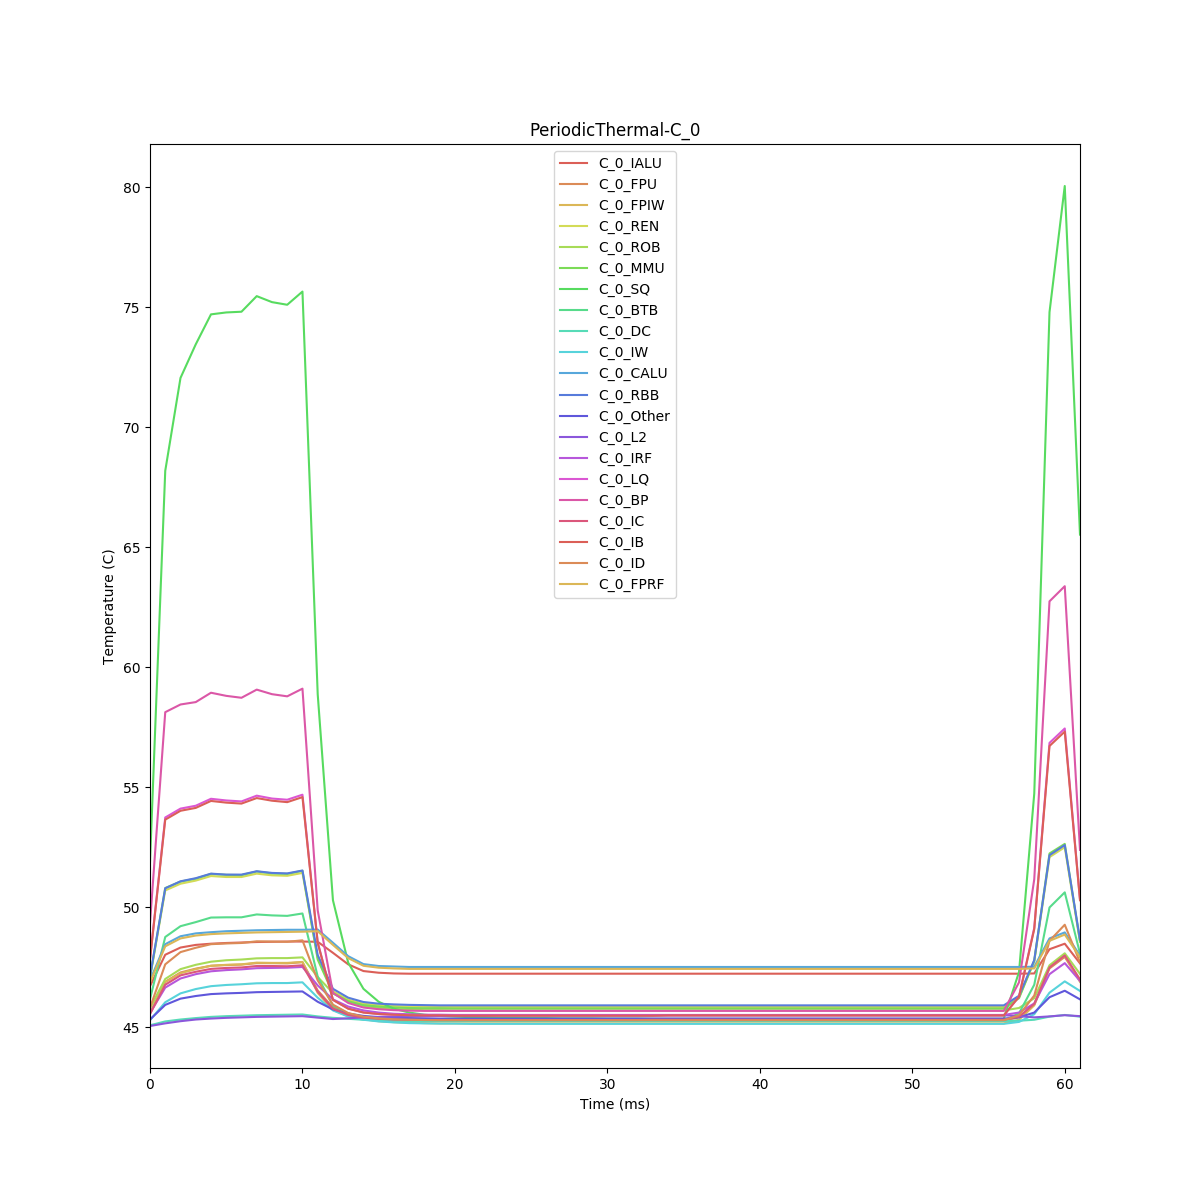 PeriodicThermal-C_0
C_0_IALU
C_0_FPU
C_0_FPIW
C_0_REN
C_0_ROB
C_0_MMU
C_0_SQ
C_0_BTB
C_0_DC
C_0_IW
C_0_CALU
C_0_RBB
C_0_Other
C_0_L2
C_0_IRF
C_0_LQ
C_0_BP
C_0_IC
C_0_IB
C_0_ID
C_0_FPRF
80
75
70
65
60
55
50
45
Temperature (C)
0 10 20 30 40 50 60
Time (ms)